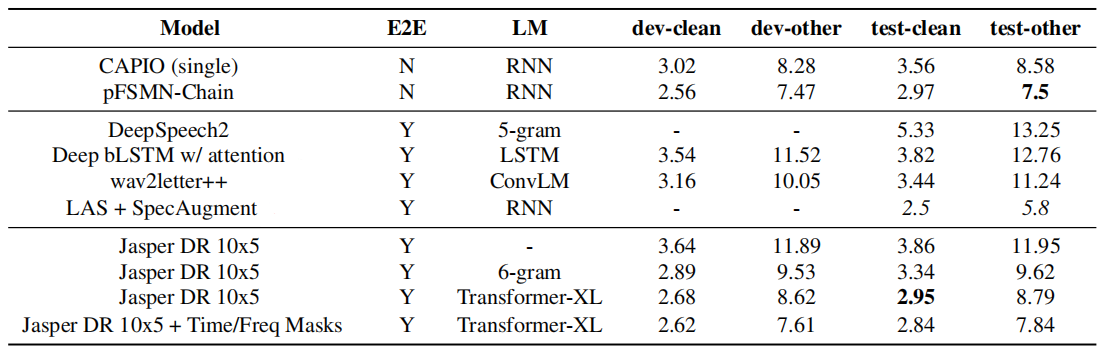 Model E2E LM dev-clean dev-other test-clean test-other
CAPIO (single) N RNN 3.02 8.28 3.56 8.58
pFSMN-Chain N RNN 2.56 7.47 2.97 7.5
DeepSpeech2 Y 5-gram - - 5.33 13.25
Deep bLSTM w/ attention Y LSTM 3.54 11.52 3.82 12.76
wav2letter++ Y ConvLM 3.16 10.05 3.44 11.24
LAS + SpecAugment Y RNN - - 2.5 5.8
Jasper DR 10x5 Y - 3.64 11.89 3.86 11.95
Jasper DR 10x5 Y 6-gram 2.89 9.53 3.34 9.62
Jasper DR 10x5 Y Transformer-XL 2.68 8.62 2.95 8.79
Jasper DR 10x5 + Time/Freq Masks Y Transformer-XL 2.62 7.61 2.84 7.84